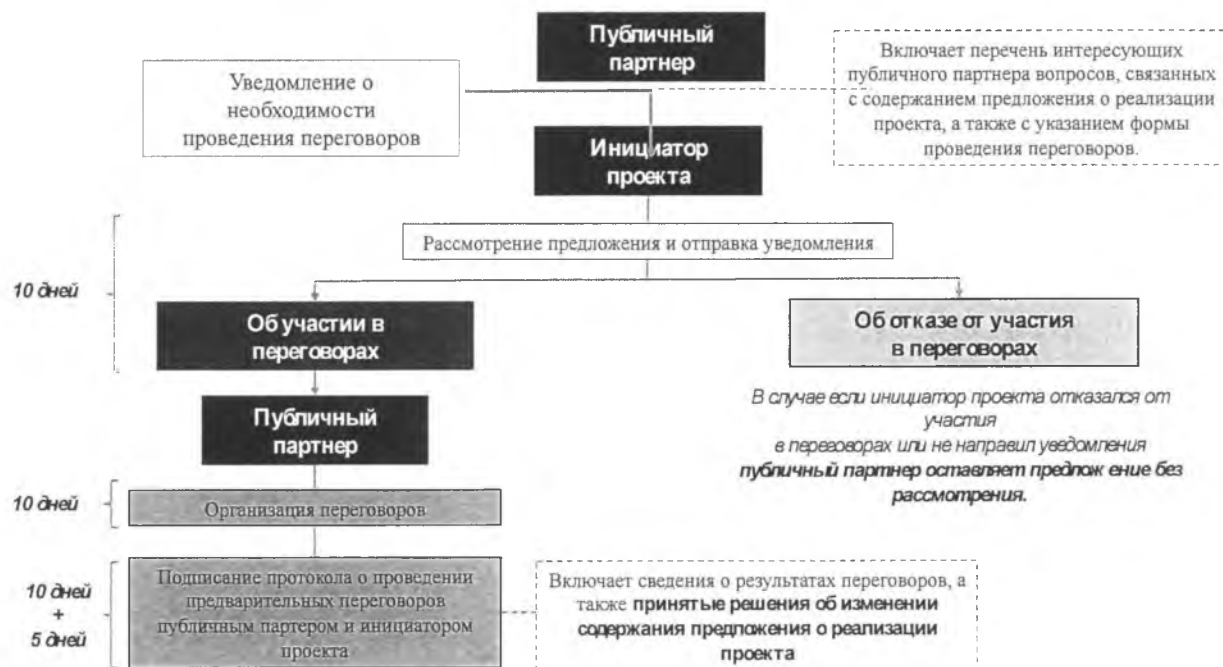 Публичный
партнер
Уведомление о
необходимости
проведения переговоров
Включает перечень интересующих
публичного партнера вопросов, связанных
с содержанием предложения о реализации
проекта, а также с указанием формы
проведения переговоров.
Инициатор
проекта
Рассмотрение предложения и отправка уведомления
10 дней
Об участии в
переговорах
Об отказе от участия
в переговорах
Публичный
партнер
В случае если инициатор проекта отказался от
участия
в переговорах или не направил уведомления
публичный партнер оставляет предлож ение без
рассмотрения.
10 дней
Организация переговоров
10 дней
+
5 дней
Подписание протокола о проведении
предварительных переговоров
публичным партером и инициатором
проекта
Включает сведения о результатах переговоров, а
также принятые решения об изменении
содержания предложения о реализации
проекта